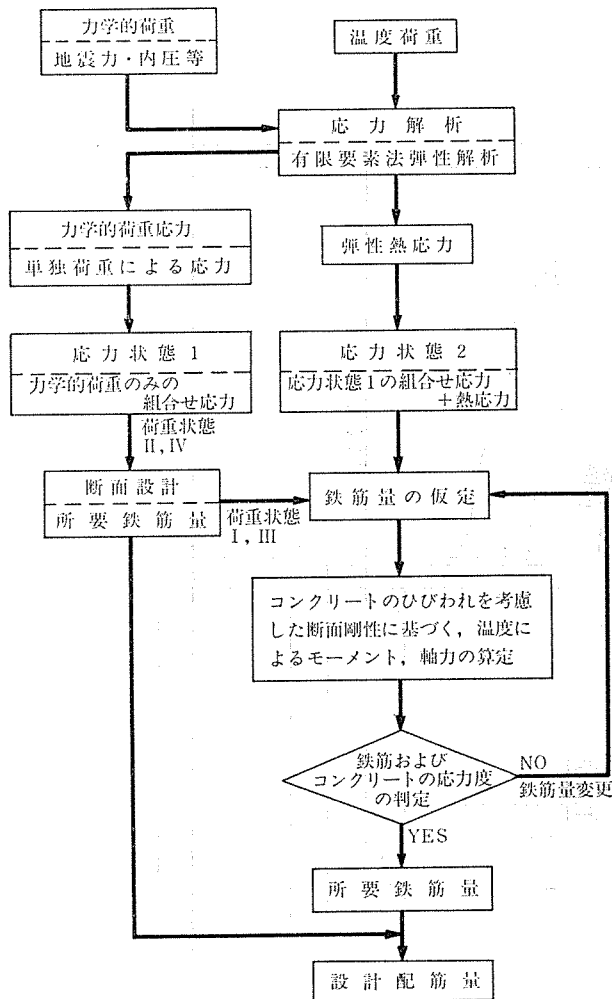 力学的荷重
地震力・内圧等
温度荷重
応力解析
有限要素法弾性解析
力学的荷重応力
単独荷重による応力
弾性熱応力
応力状態1
力学的荷重のみの
組合せ応力
応力状態2
応力状態1の組合せ応力
+熱応力
荷重状態
II,IV
断面設計
所要鉄筋量
荷重状態
I,III
鉄筋量の仮定
コンクリートのひびわれを考慮
した断面剛性に基づく,温度に
よるモーメント,軸力の算定
鉄筋および
コンクリートの応力度
の判定
NO
鉄筋量変更
YES
所要鉄筋量
設計配筋量